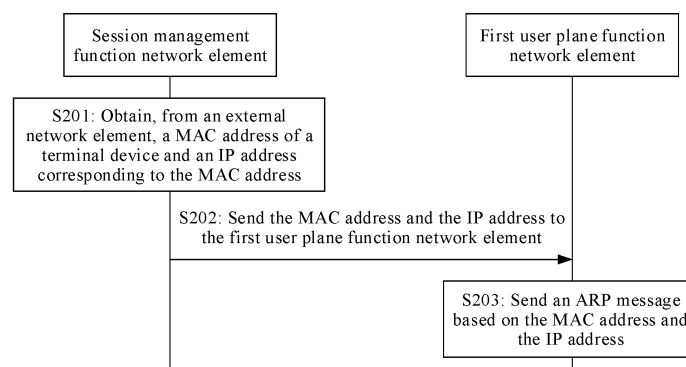 Session management
function network element
First user plane function
network element
S201: Obtain, from an external
network element, a MAC address of a
terminal device and an IP address
corresponding to the MAC address
S202: Send the MAC address and the IP address to
the first user plane function network element
S203: Send an ARP message
based on the MAC address and
the IP address